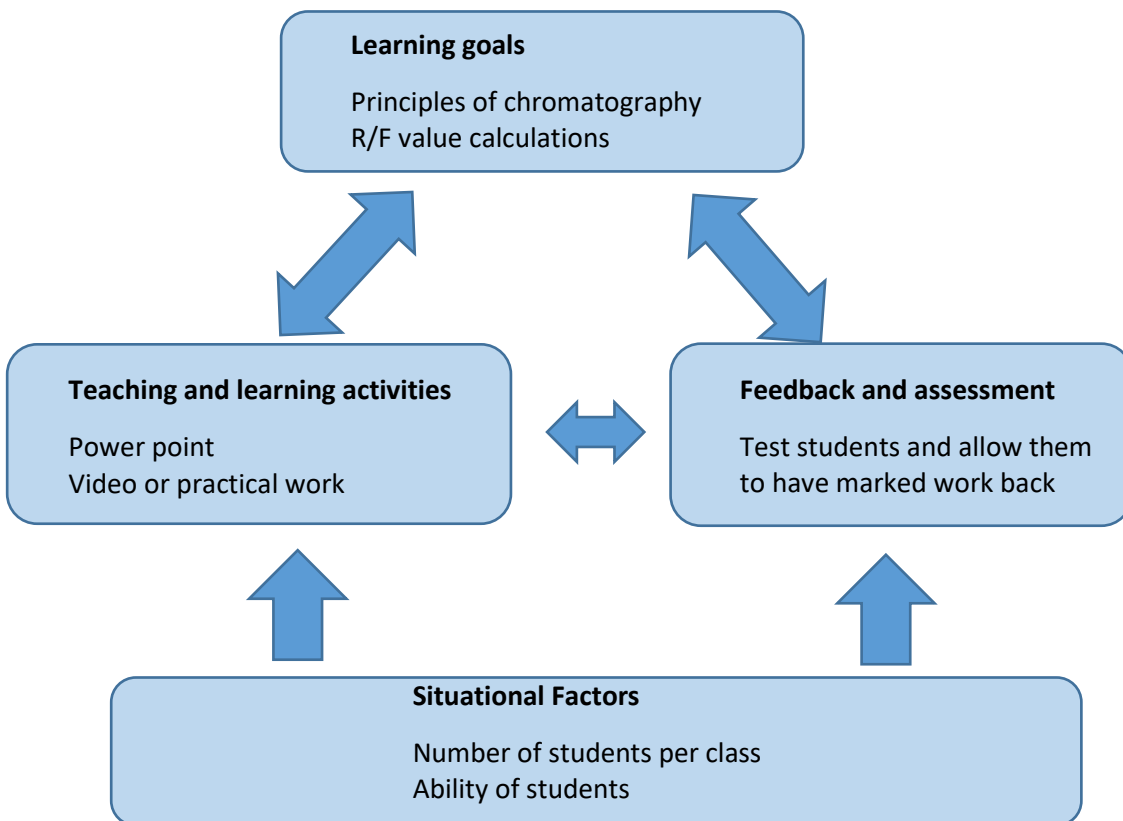 Learning goals
Principles of chromatography
R/F value calculations
Teaching and learning activities
Power point
Video or practical work
Feedback and assessment
Test students and allow them
to have marked work back
Situational Factors
Number of students per class
Ability of students